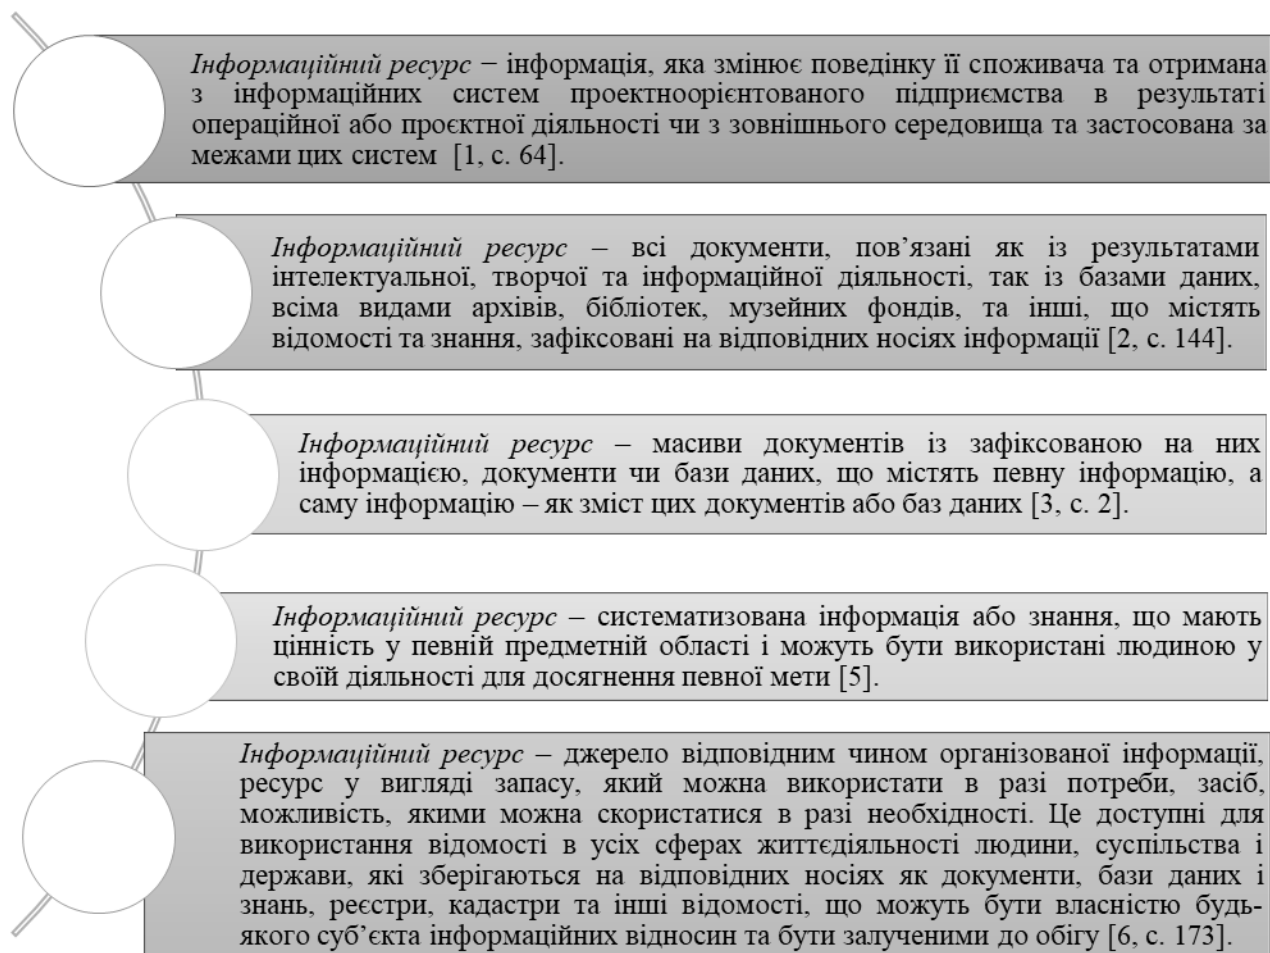 Інформаційний ресурс – інформація, яка змінює поведінку її споживача та отримана
з інформаційних систем проектноорієнтованого підприємства в результаті
операційної або проєктної діяльності чи з зовнішнього середовища та застосована за
межами цих систем [1, с. 64].
Інформаційний ресурс – всі документи, пов’язані як із результатами
інтелектуальної, творчої та інформаційної діяльності, так із базами даних,
всіма видами архівів, бібліотек, музейних фондів, та інші, що містять
відомості та знання, зафіксовані на відповідних носіях інформації [2, с. 144].
Інформаційний ресурс – масиви документів із зафіксованою на них
інформацією, документи чи бази даних, що містять певну інформацію, а
саму інформацію – як зміст цих документів або баз даних [3, с. 2].
Інформаційний ресурс – систематизована інформація або знання, що мають
цінність у певній предметній області і можуть бути використані людиною у
своїй діяльності для досягнення певної мети [5].
Інформаційний ресурс – джерело відповідним чином організованої інформації,
ресурс у вигляді запасу, який можна використати в разі потреби, засіб,
можливість, якими можна скористатися в разі необхідності. Це доступні для
використання відомості в усіх сферах життєдіяльності людини, суспільства і
держави, які зберігаються на відповідних носіях як документи, бази даних і
знань, реєстри, кадастри та інші відомості, що можуть бути власністю будь-
якого суб’єкта інформаційних відносин та бути залученими до обігу [6, с. 173].